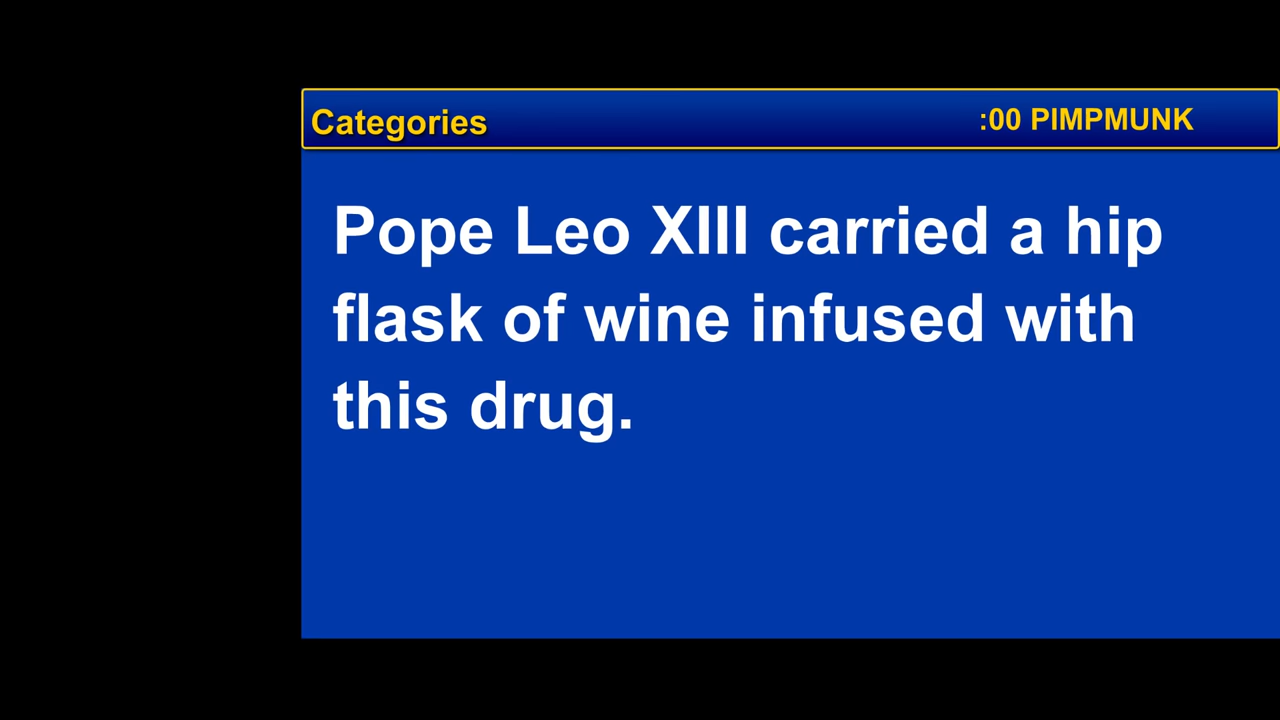 Categories :00 PIMPMUNK
Pope Leo XIII carried a hip
flask of wine infused with
this drug.